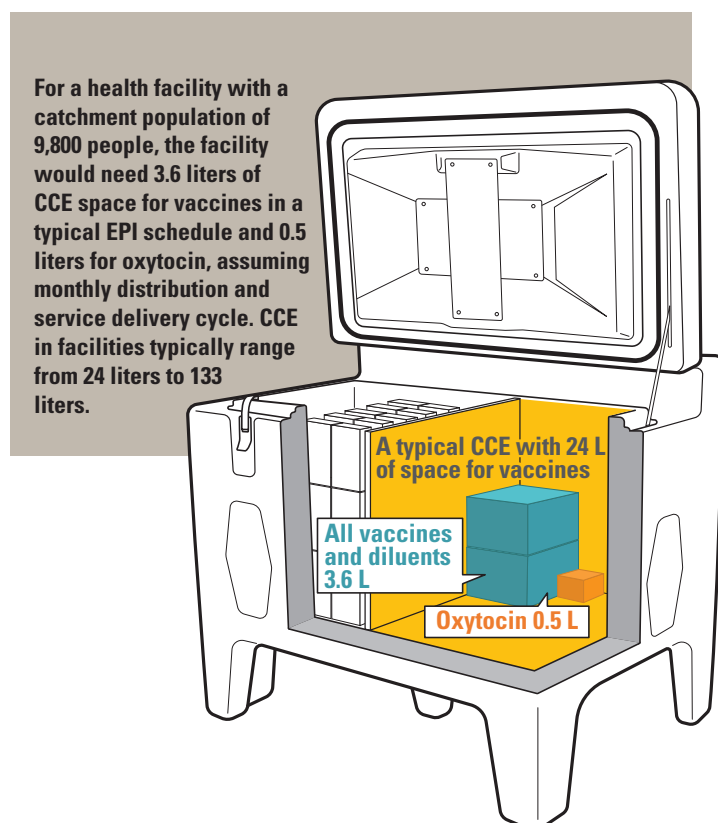 For a health facility with a
catchment population of
9,800 people, the facility
would need 3.6 liters of
CCE space for vaccines in a
typical EPI schedule and 0.5
liters for oxytocin, assuming
monthly distribution and
service delivery cycle. CCE
in facilities typically range
from 24 liters to 133
liters.
A typical CCE with 24 L
of space for vaccines
All vaccines
and diluents
3.6 L
Oxytocin 0.5 L